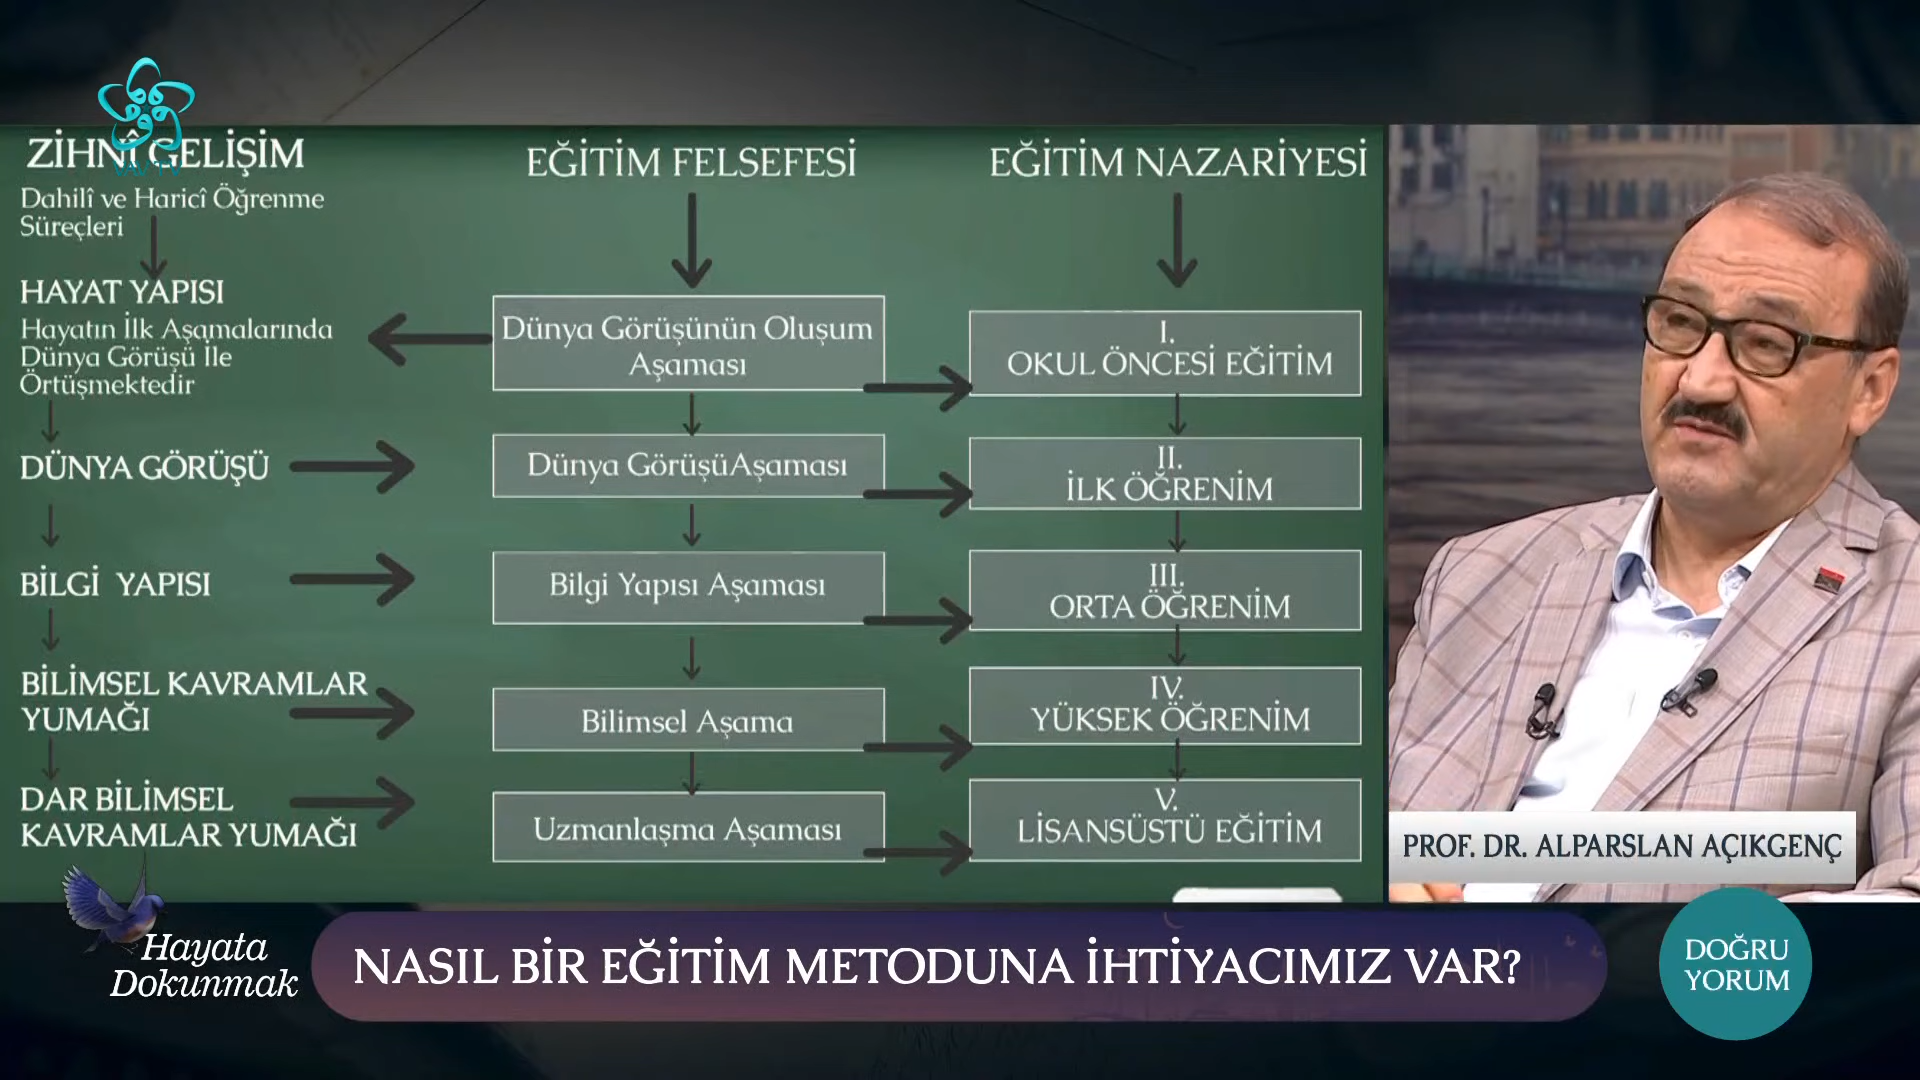 VAV TV
ZİHNÎ GELİŞİM
Dahilî ve Haricî Öğrenme
Süreçleri
HAYAT YAPISI
Hayatın İlk Aşamalarında
Dünya Görüşü İle
Örtüşmektedir
DÜNYA GÖRÜŞÜ
BİLGİ YAPISI
BİLİMSEL KAVRAMLAR
YUMAĞI
DAR BİLİMSEL
KAVRAMLAR YUMAĞI
EĞİTİM FELSEFESİ
Dünya Görüşünün Oluşum
Aşaması
Dünya GörüşüAşaması
Bilgi Yapısı Aşaması
Bilimsel Aşama
Uzmanlaşma Aşaması
EĞİTİM NAZARİYESİ
I.
OKUL ÖNCESİ EĞİTİM
II.
İLK ÖĞRENİM
III.
ORTA ÖĞRENİM
IV.
YÜKSEK ÖĞRENİM
V.
LİSANSÜSTÜ EĞİTİM
PROF. DR. ALPARSLAN AÇIKGENÇ
Hayata
Dokunmak
NASIL BİR EĞİTİM METODUNA İHTİYACIMIZ VAR?
DOĞRU
YORUM